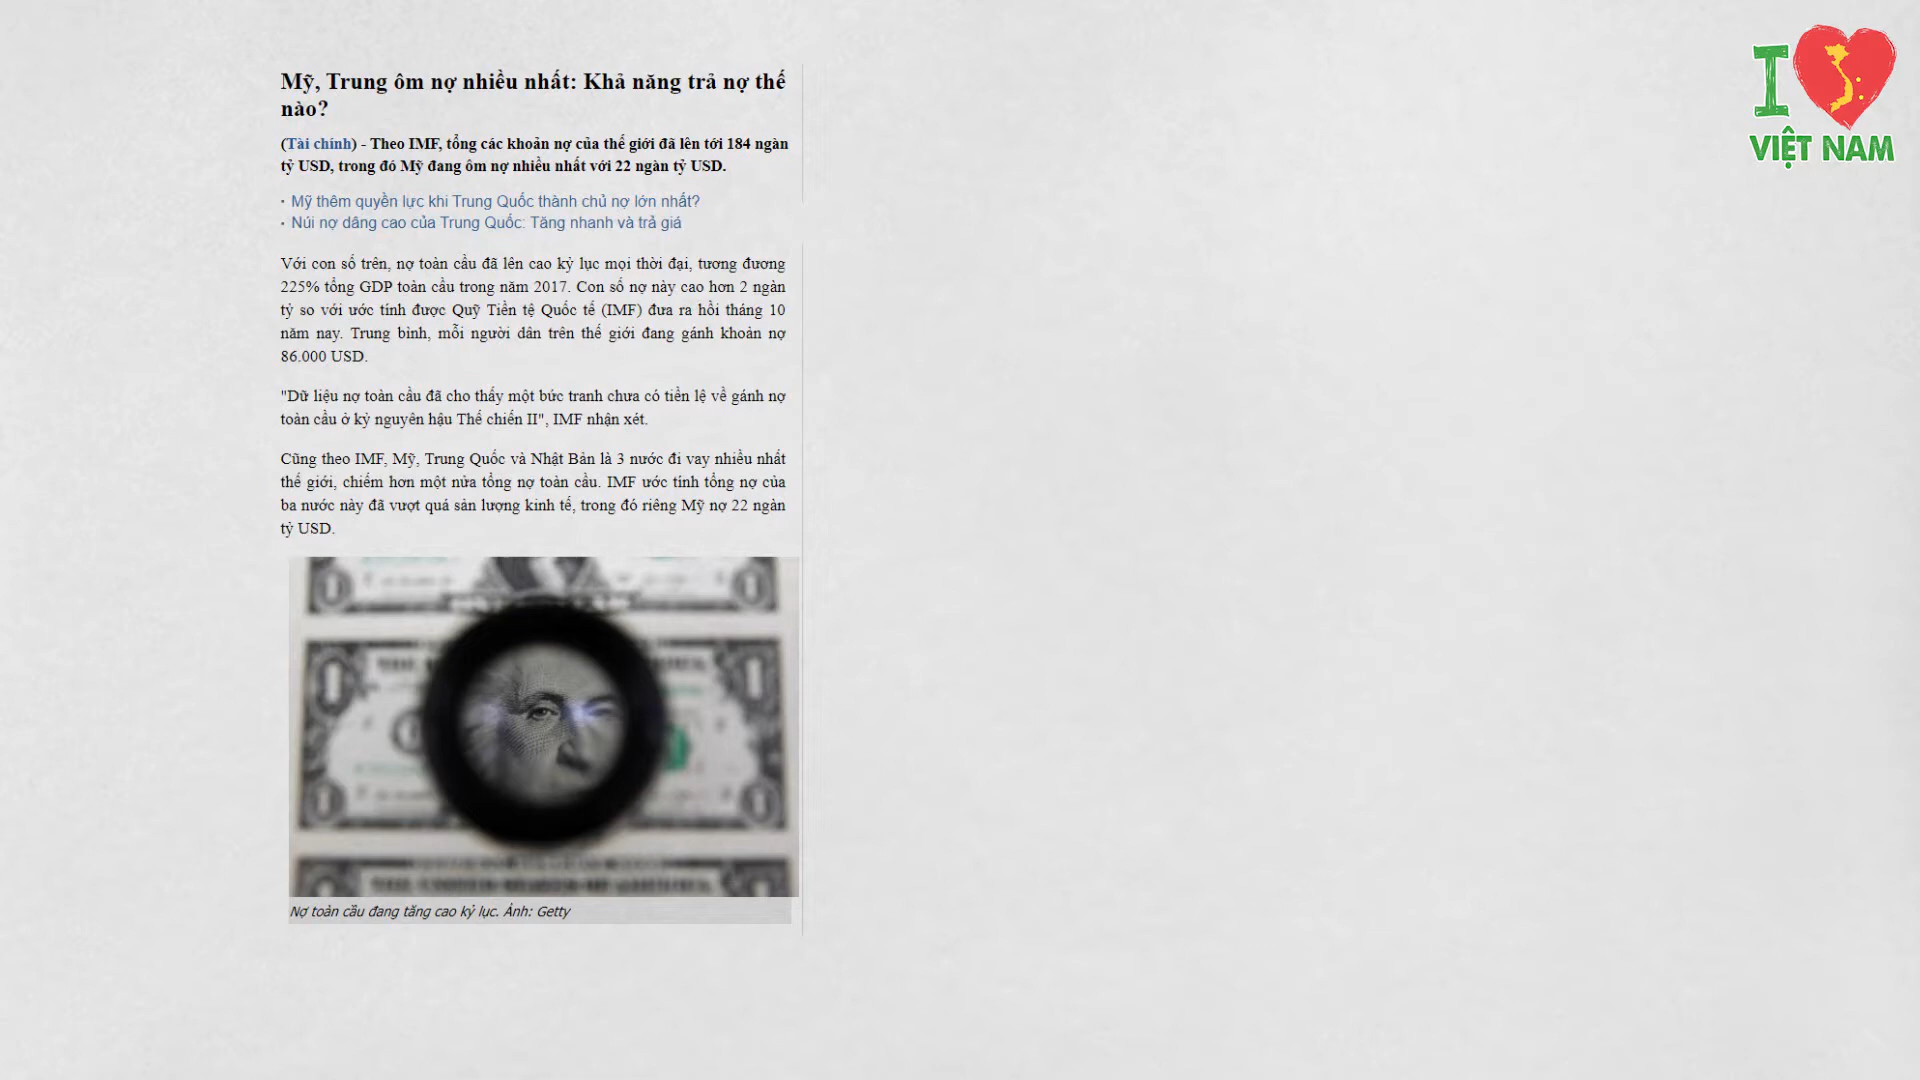 Mỹ, Trung ôm nợ nhiều nhất: Khả năng trả nợ thế
nào?
(Tài chính) - Theo IMF, tổng các khoản nợ của thế giới đã lên tới 184 ngàn
tỷ USD, trong đó Mỹ đang ôm nợ nhiều nhất với 22 ngàn tỷ USD.
· Mỹ thêm quyền lực khi Trung Quốc thành chủ nợ lớn nhất?
· Núi nợ dâng cao của Trung Quốc: Tăng nhanh và trả giá
Với con số trên, nợ toàn cầu đã lên cao kỷ lục mọi thời đại, tương đương
225% tổng GDP toàn cầu trong năm 2017. Con số nợ này cao hơn 2 ngàn
tỷ so với ước tính được Quỹ Tiền tệ Quốc tế (IMF) đưa ra hồi tháng 10
năm nay. Trung bình, mỗi người dân trên thế giới đang gánh khoản nợ
86.000 USD.
"Dữ liệu nợ toàn cầu đã cho thấy một bức tranh chưa có tiền lệ về gánh nợ
toàn cầu ở kỷ nguyên hậu Thế chiến II", IMF nhận xét.
Cũng theo IMF, Mỹ, Trung Quốc và Nhật Bản là 3 nước đi vay nhiều nhất
thế giới, chiếm hơn một nửa tổng nợ toàn cầu. IMF ước tính tổng nợ của
ba nước này đã vượt quá sản lượng kinh tế, trong đó riêng Mỹ nợ 22 ngàn
tỷ USD.
Nợ toàn cầu đang tăng cao kỷ lục. Ảnh: Getty
I
VIỆT NAM